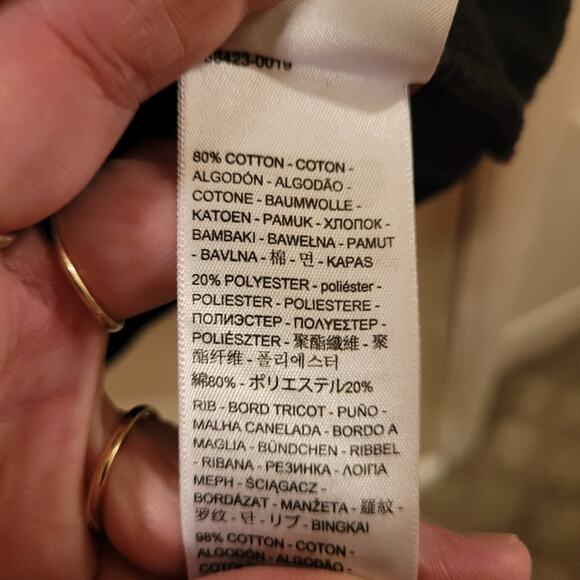 -0019
80% COTTON - COTON -
ALGODÓN - ALGODÃO -
COTONE - BAUMWOLLE -
KATOEN - PAMUK - ХЛОПОК -
BAMBAKI - BAWEŁNA - PAMUT
- BAVLNA - 棉 - 면 - KAPAS
20% POLYESTER - poliéster -
POLIESTER - POLIESTERE -
ПОЛИЭСТЕР - ΠΟΛΥΕΣΤΕΡ -
POLIÉSZTER - 聚酯纖維 - 聚
酯纤维 - 폴리에스터
綿80% - ポリエステル20%
RIB - BORD TRICOT - PUÑO -
MALHA CANELADA - BORDO A
MAGLIA - BÜNDCHEN - RIBBEL
- RIBANA - РЕЗИНКА - ΛΟΙΠΑ
ΜΕΡΗ - ŚCIĄGACZ -
BORDÁZAT - MANŽETA - 羅紋 -
罗纹 - 단 - リブ - BINGKAI
98% COTTON - COTON -
ALGODÓN - ALGODÃO -